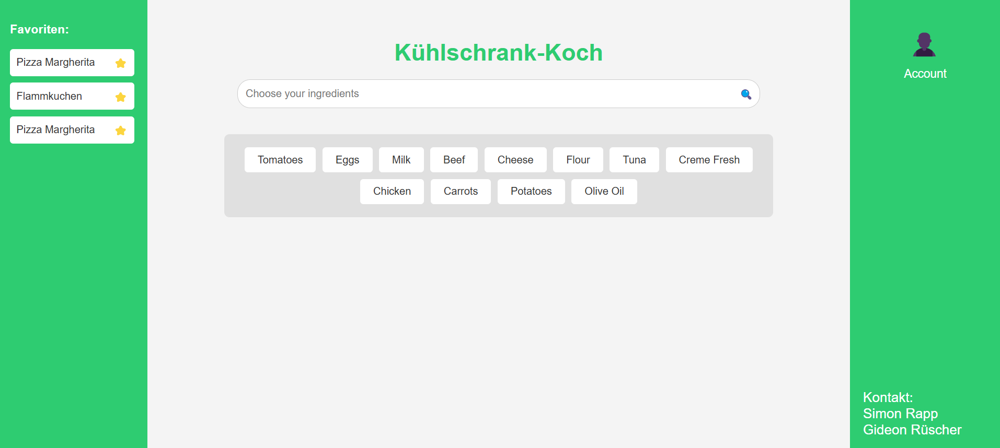 Favoriten:
Pizza Margherita
Flammkuchen
Pizza Margherita
Kühlschrank-Koch
Choose your ingredients
Tomatoes Eggs Milk Beef Cheese Flour Tuna Creme Fresh
Chicken Carrots Potatoes Olive Oil
Account
Kontakt:
Simon Rapp
Gideon Rüscher